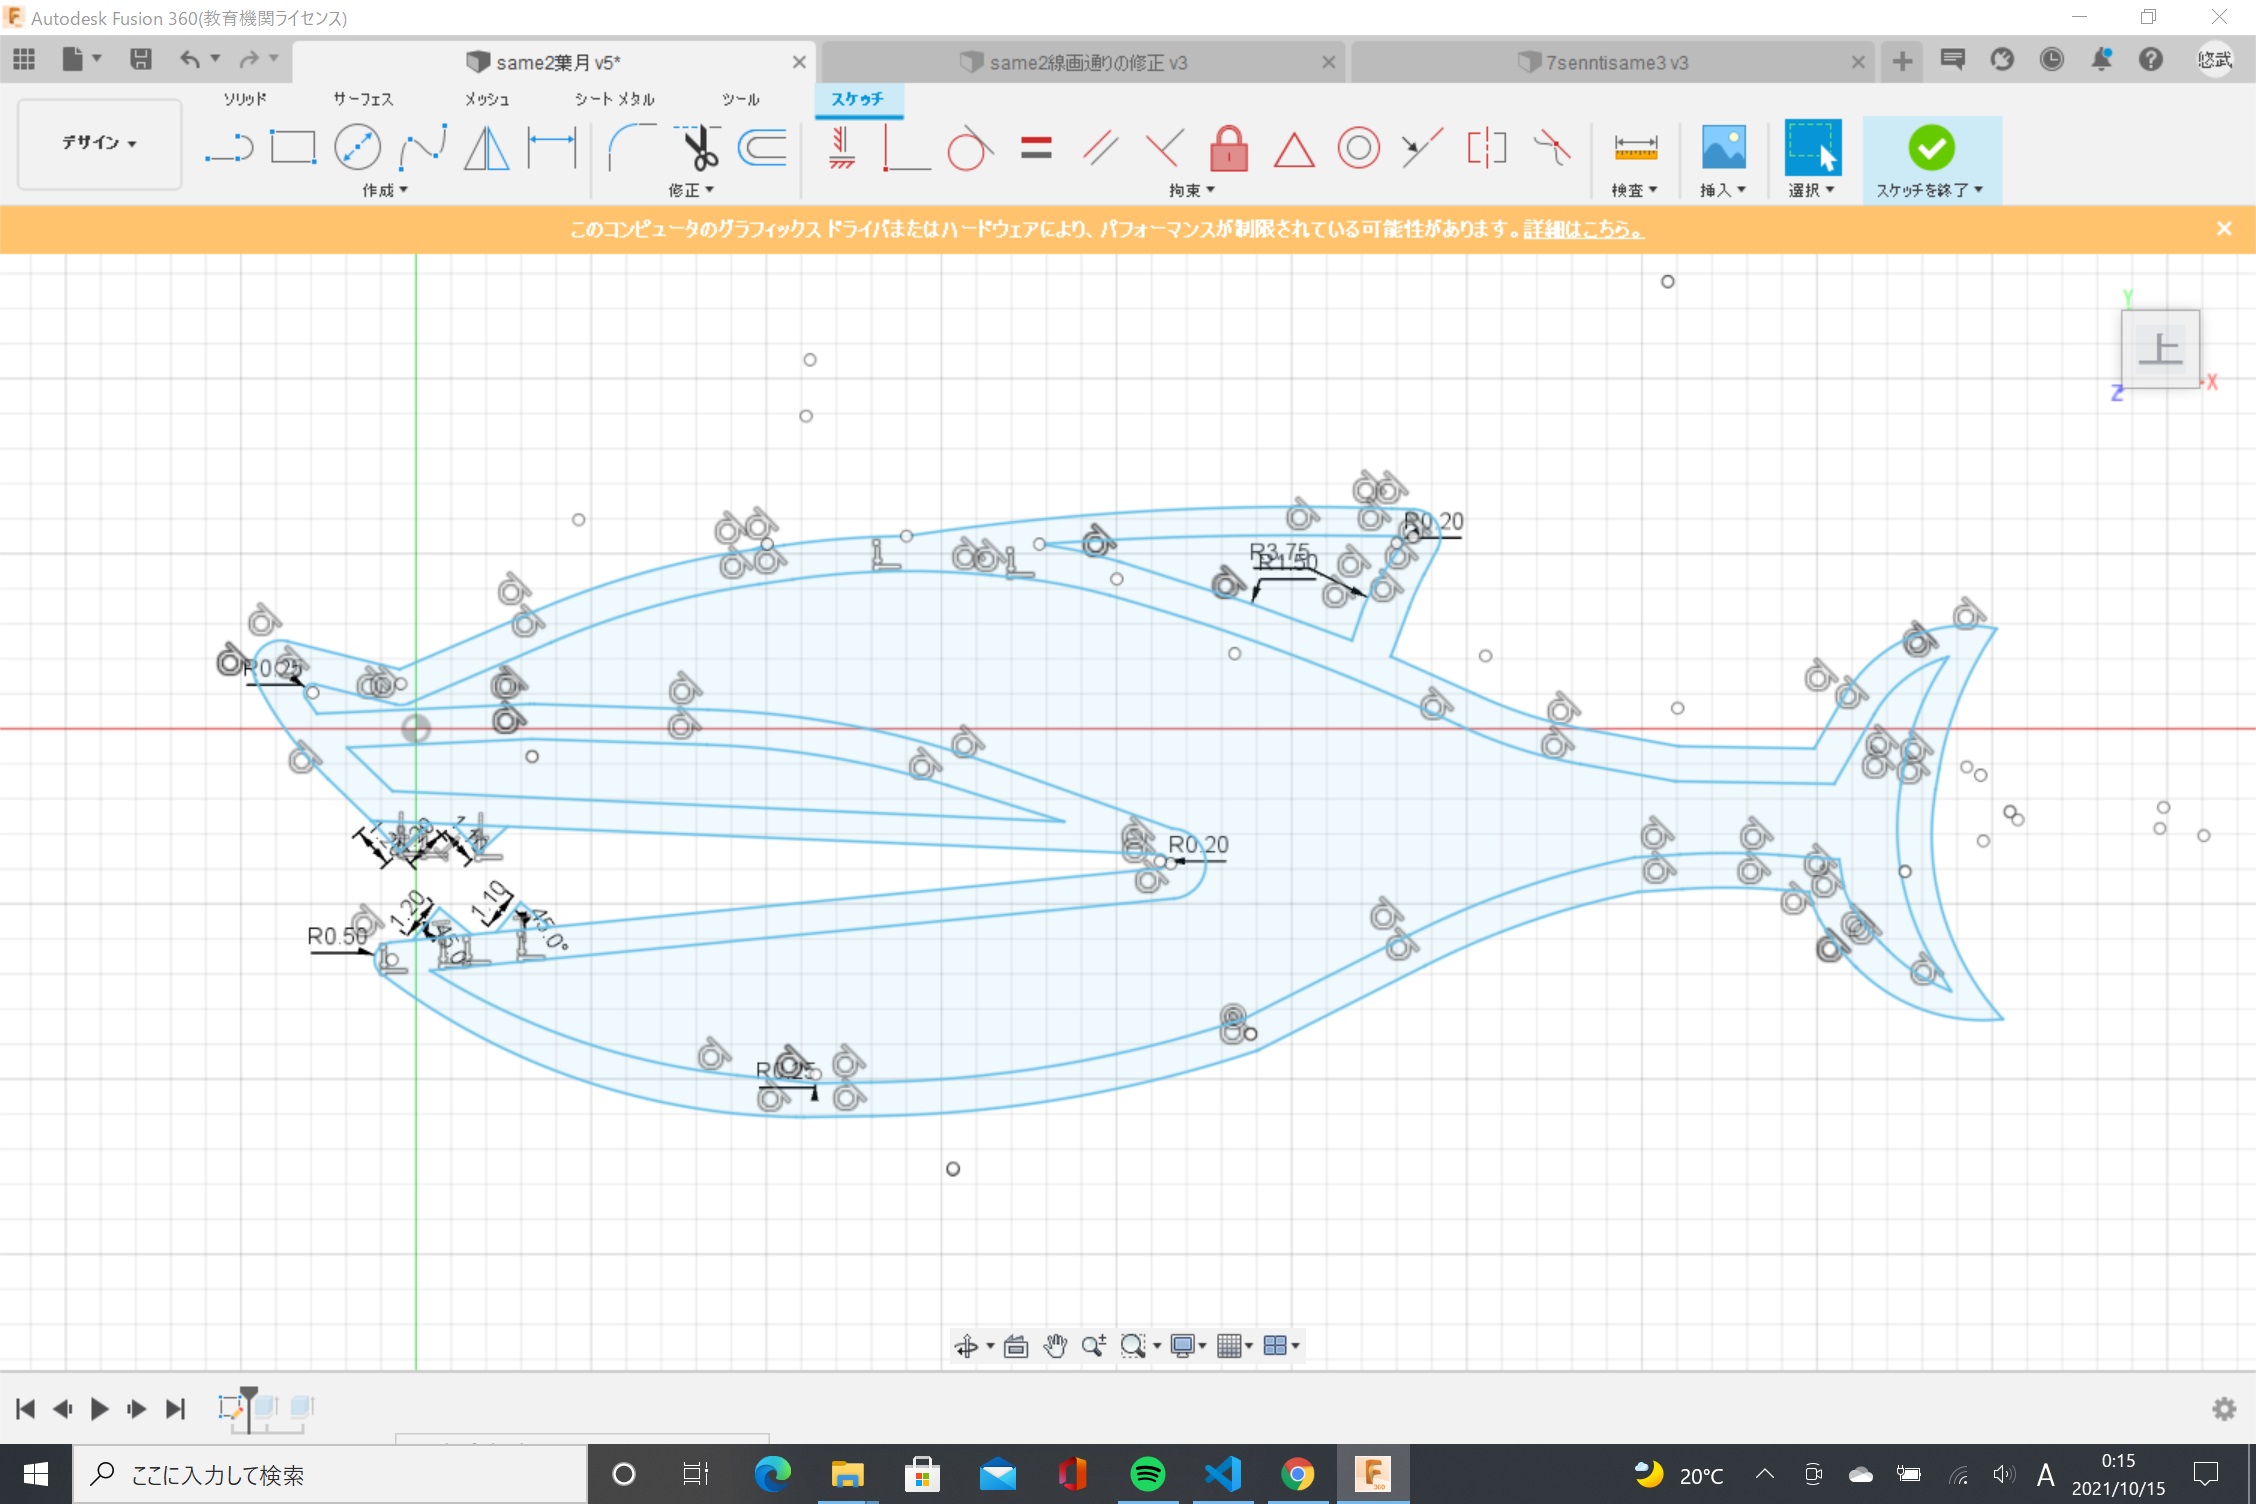 Autodesk Fusion 360(教育機関ライセンス)
same2葉月 v5*
same2線画通りの修正 v3
7senntisame3 v3
悠武
ソリッド
サーフェス
メッシュ
シート メタル
ツール
スケッチ
デザイン
作成
修正
拘束
検査
挿入
選択
スケッチを終了
このコンピュータのグラフィックス ドライバまたはハードウェアにより、パフォーマンスが制限されている可能性があります。詳細はこちら。
Y
上
X
Z
R0.20
R3.75
R1.50
R0.25
R0.20
1.20
1.10
45.0°
R0.50
R0.25
ここに入力して検索
20°C
A
0:15
2021/10/15